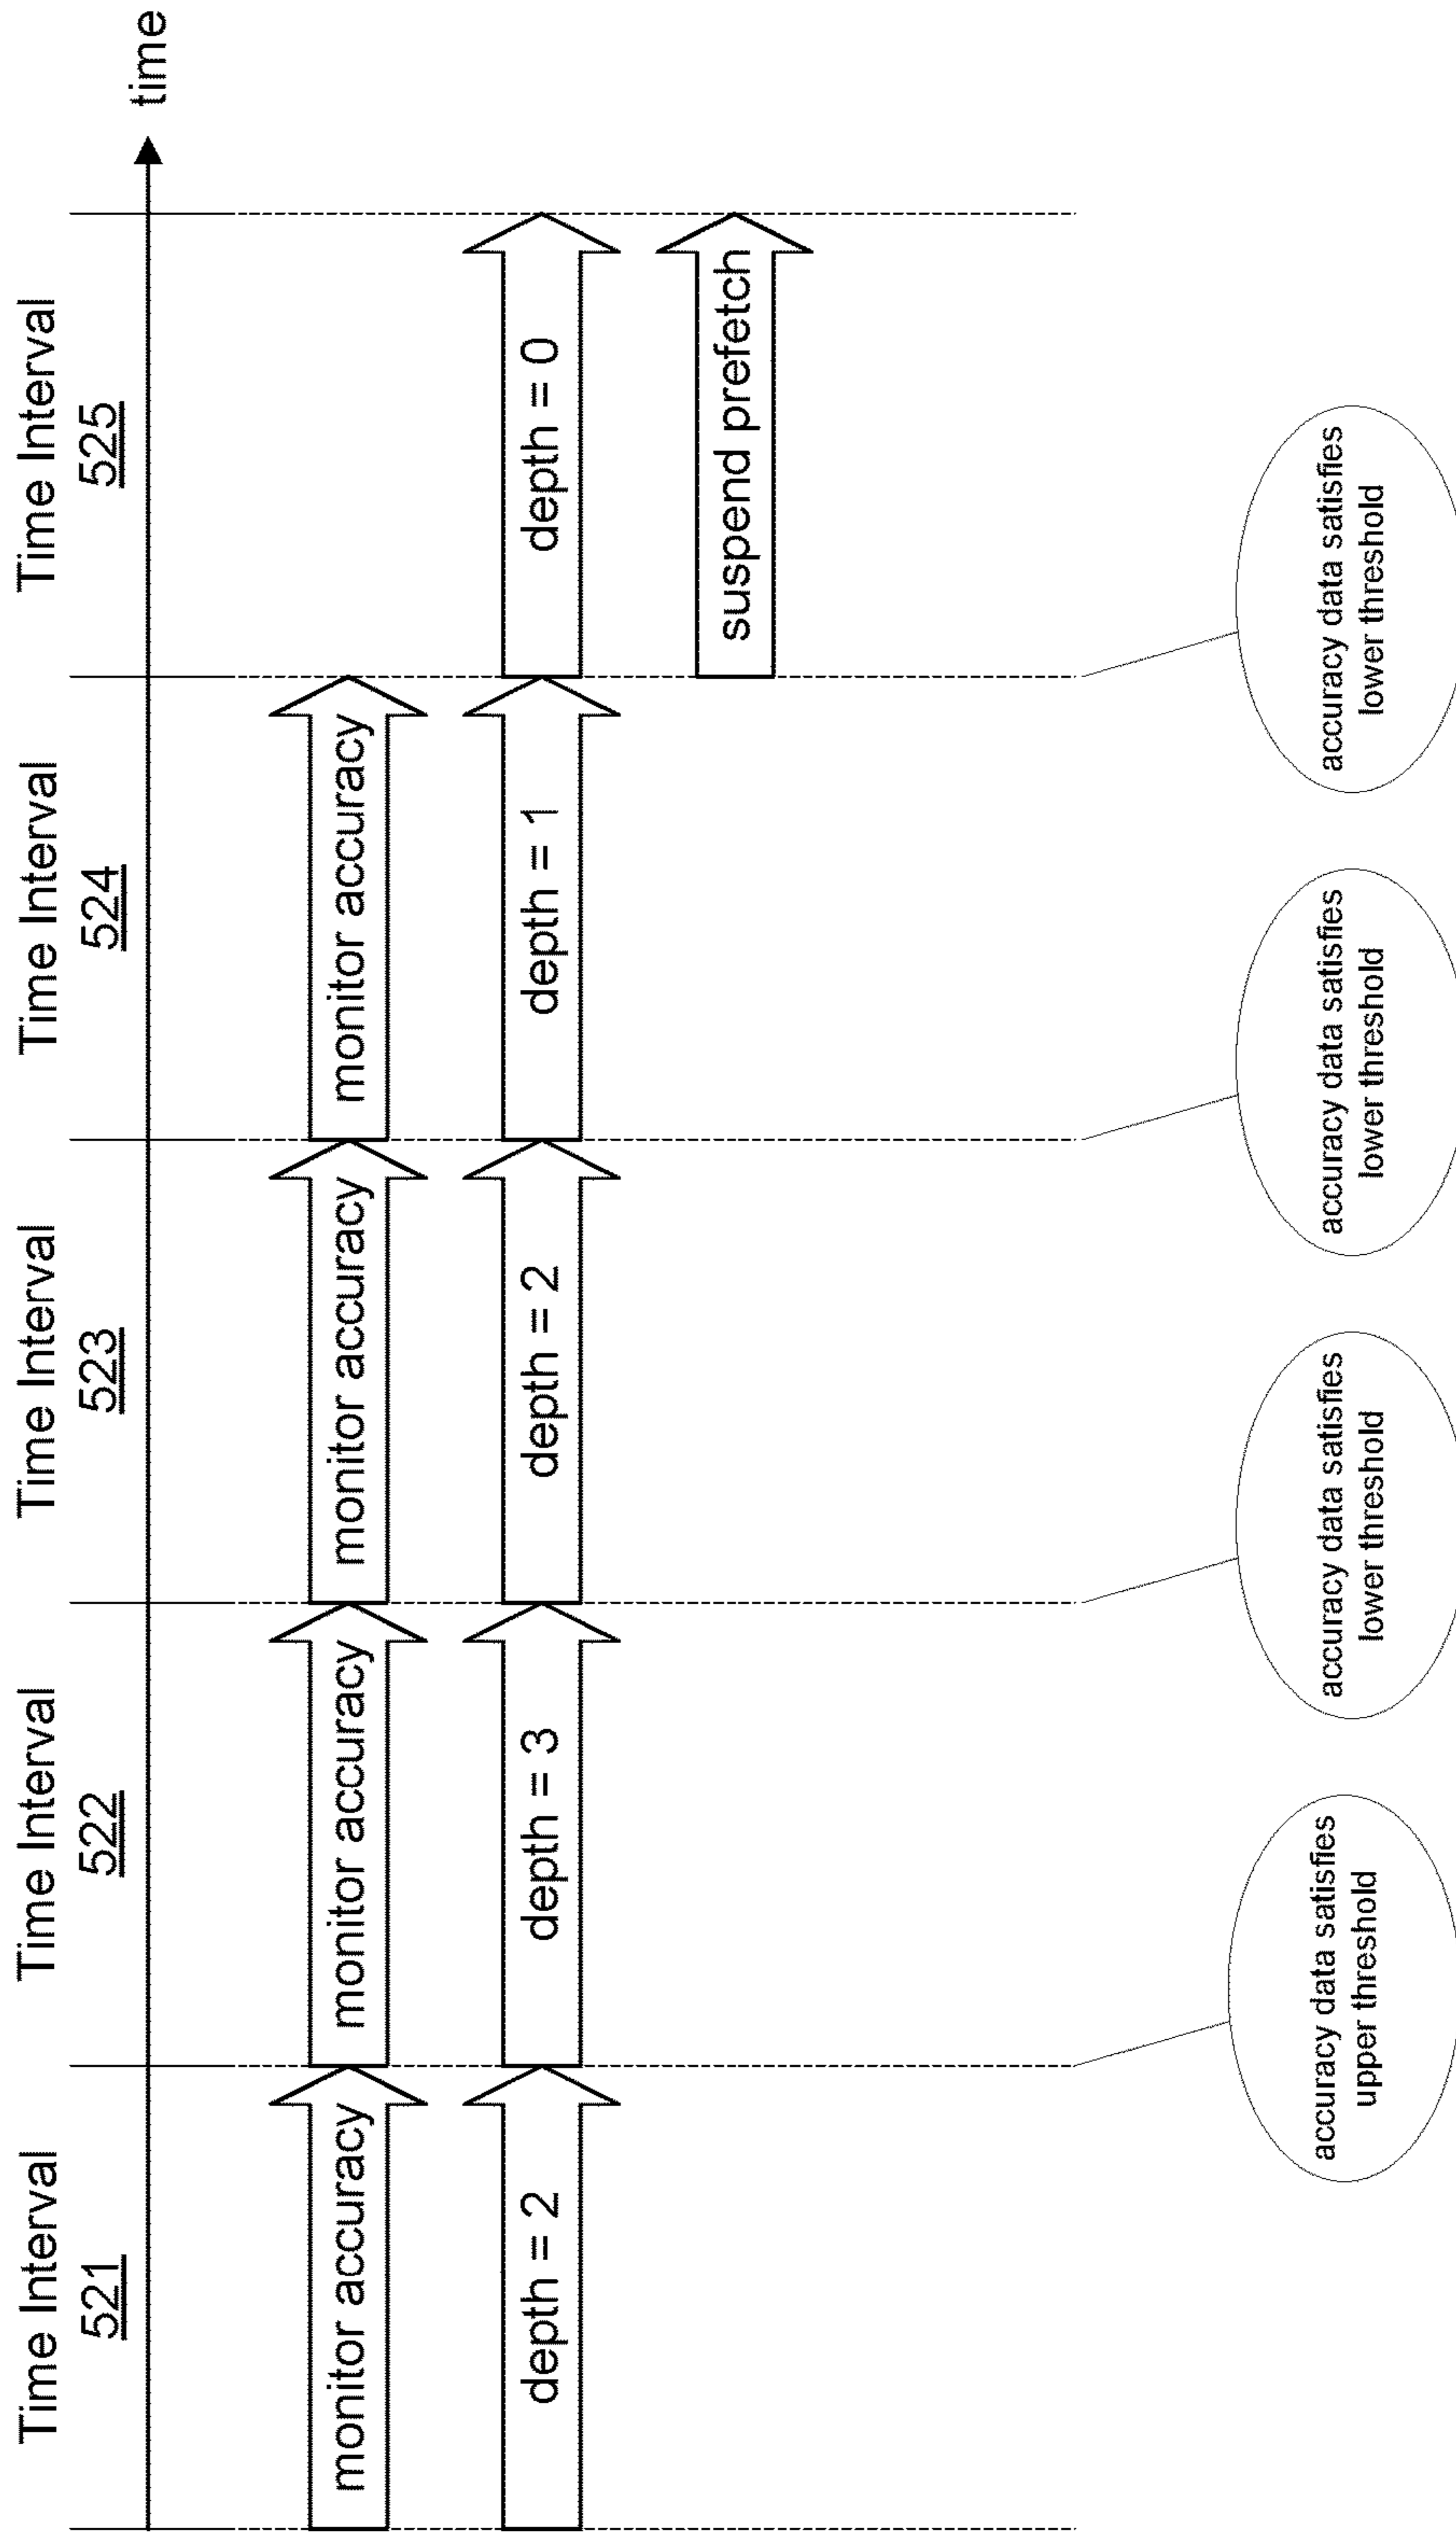 Time Interval
521
Time Interval
522
Time Interval
523
Time Interval
524
Time Interval
525
time
monitor accuracy
monitor accuracy
monitor accuracy
monitor accuracy
depth = 2
depth = 3
depth = 2
depth = 1
depth = 0
suspend prefetch
accuracy data satisfies
upper threshold
accuracy data satisfies
lower threshold
accuracy data satisfies
lower threshold
accuracy data satisfies
lower threshold